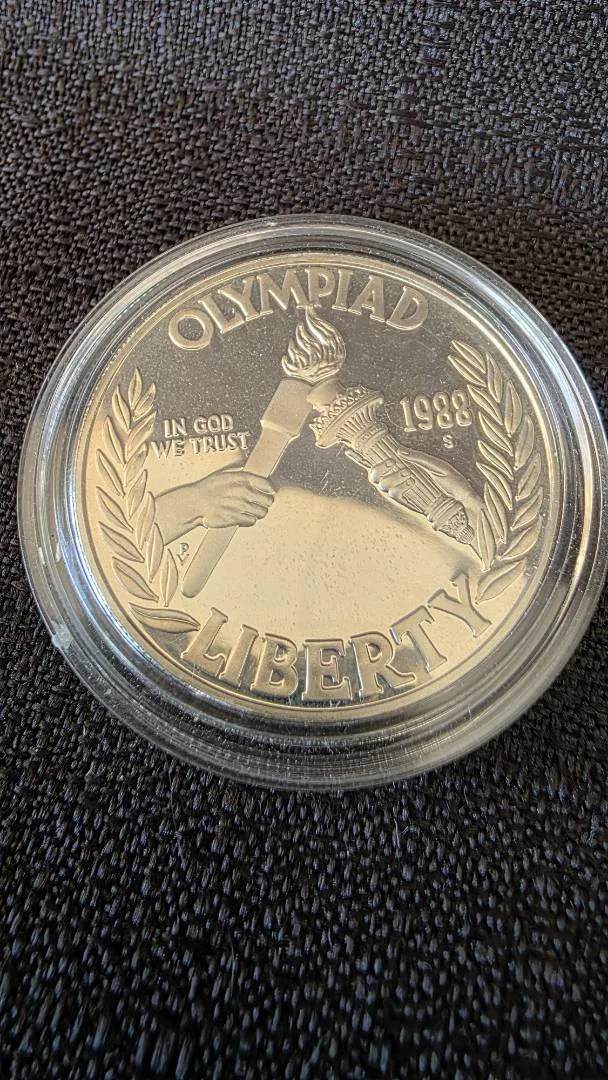 OLYMPIAD
IN GOD
WE TRUST
1988
S
P
LIBERTY